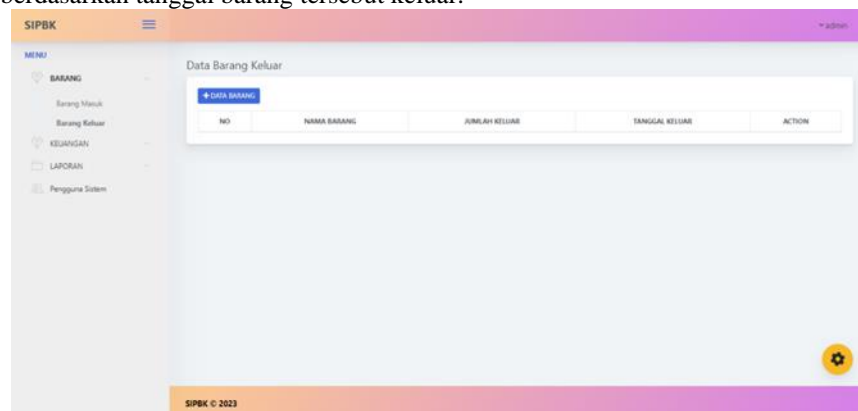 berdasarkan tanggal barang tersebut keluar.
SIPBK
admin
MENU
BARANG
Barang Masuk
Barang Keluar
KEUANGAN
LAPORAN
Pengguna Sistem
Data Barang Keluar
+ DATA BARANG
NO NAMA BARANG JUMLAH KELUAR TANGGAL KELUAR ACTION
SIPBK © 2023